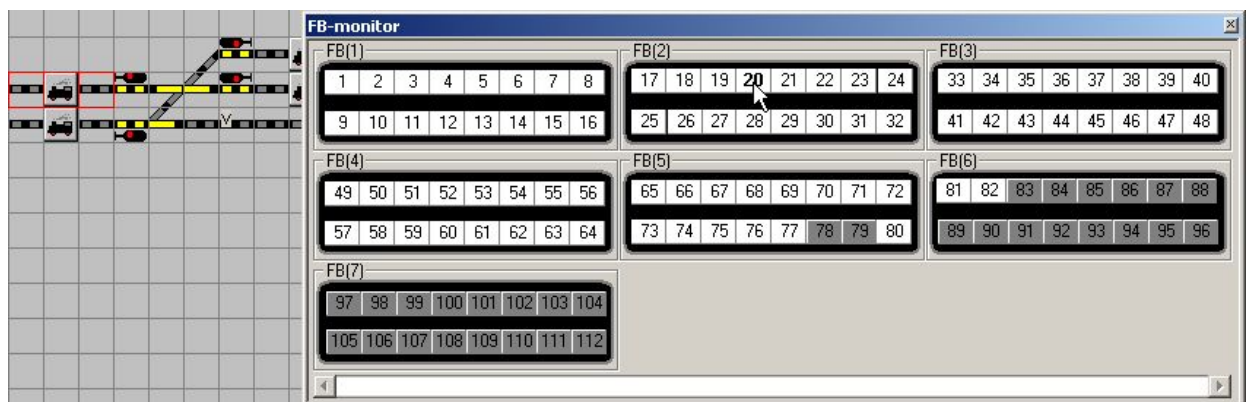 FB-monitor
FB(1)
1 2 3 4 5 6 7 8
9 10 11 12 13 14 15 16
FB(2)
17 18 19 20 21 22 23 24
25 26 27 28 29 30 31 32
FB(3)
33 34 35 36 37 38 39 40
41 42 43 44 45 46 47 48
FB(4)
49 50 51 52 53 54 55 56
57 58 59 60 61 62 63 64
FB(5)
65 66 67 68 69 70 71 72
73 74 75 76 77 78 79 80
FB(6)
81 82 83 84 85 86 87 88
89 90 91 92 93 94 95 96
FB(7)
97 98 99 100 101 102 103 104
105 106 107 108 109 110 111 112
V